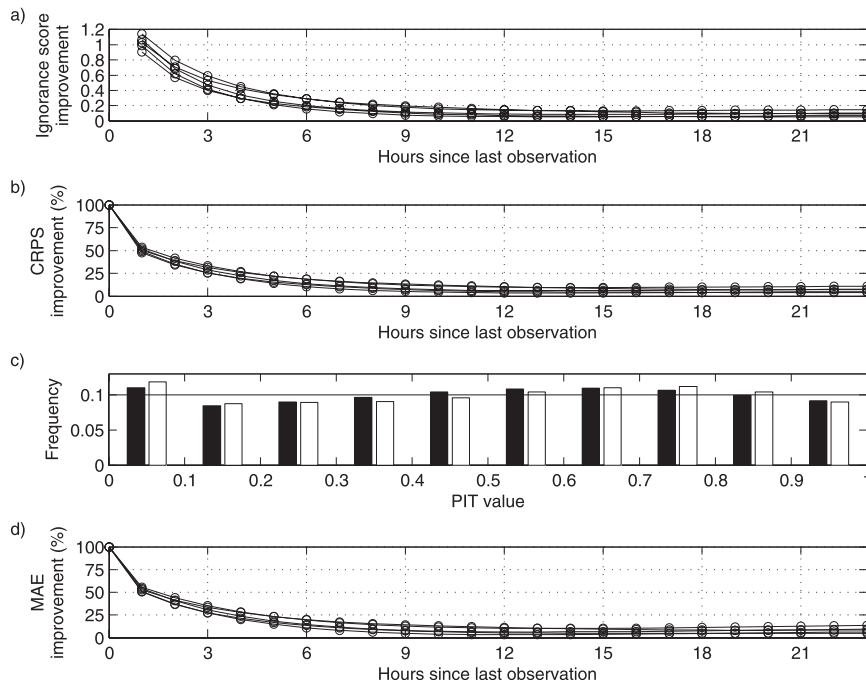 a)
Ignorance score
improvement
1.2
1
0.8
0.6
0.4
0.2
0
0 3 6 9 12 15 18 21
Hours since last observation
b)
CRPS
improvement (%)
100
75
50
25
0
0 3 6 9 12 15 18 21
Hours since last observation
c)
Frequency
0.1
0.05
0
0 0.1 0.2 0.3 0.4 0.5 0.6 0.7 0.8 0.9
PIT value
d)
MAE
improvement (%)
100
75
50
25
0
0 3 6 9 12 15 18 21
Hours since last observation